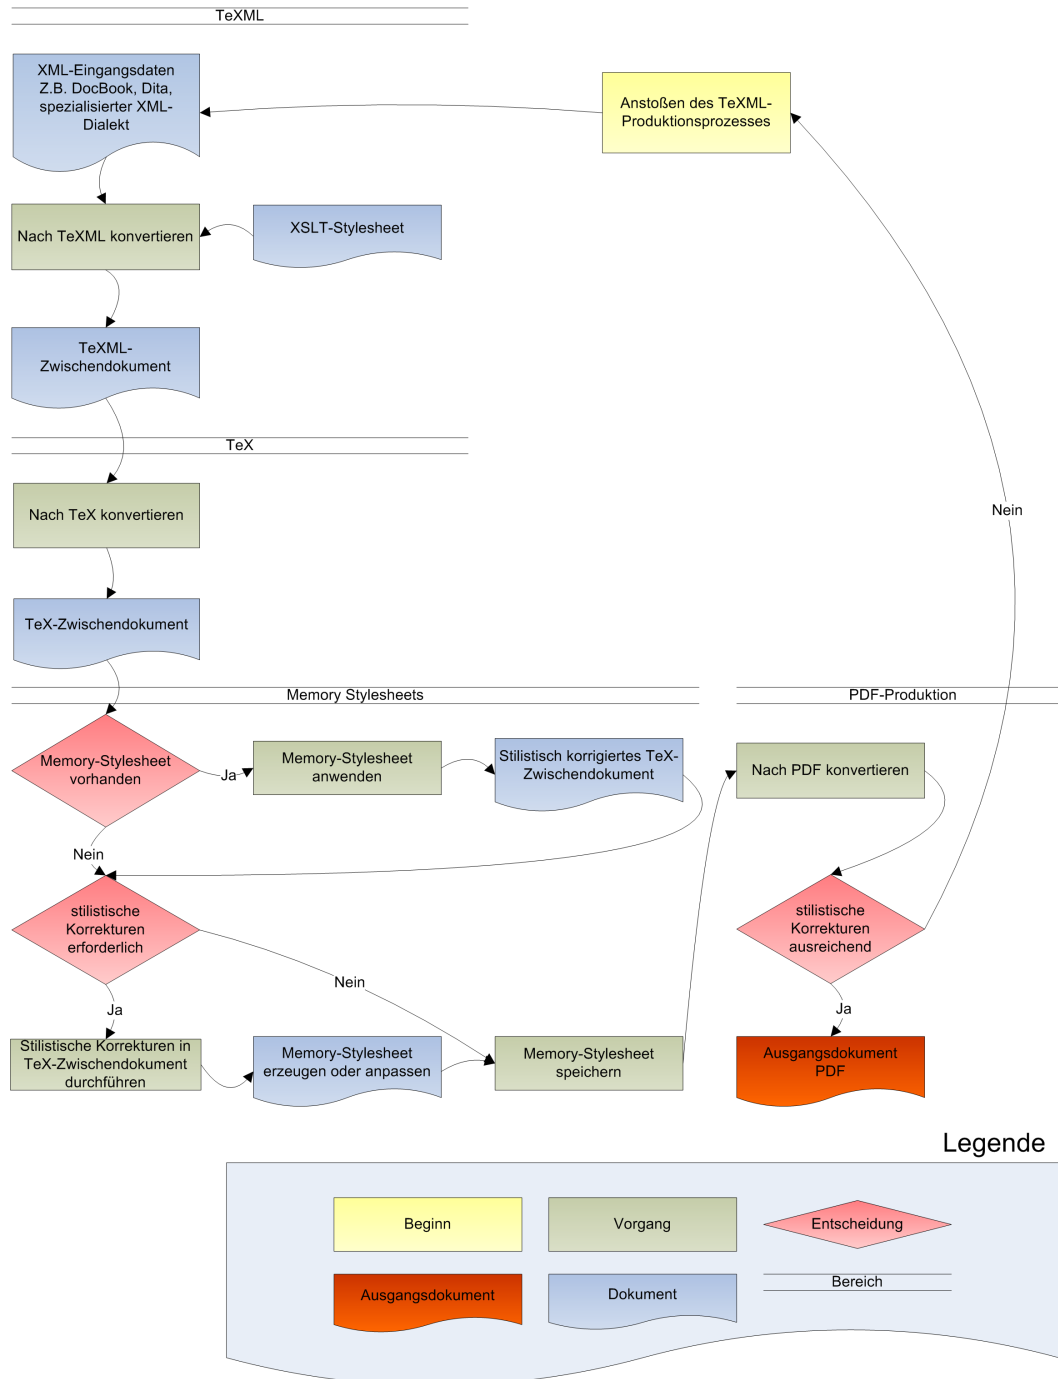 TeXML
XML-Eingangsdaten
Z.B. DocBook, Dita,
spezialisierter XML-
Dialekt
Anstoßen des TeXML-
Produktionsprozesses
Nach TeXML konvertieren
XSLT-Stylesheet
TeXML-
Zwischendokument
TeX
Nach TeX konvertieren
Nein
TeX-Zwischendokument
Memory Stylesheets
PDF-Produktion
Memory-Stylesheet
vorhanden
Ja
Memory-Stylesheet
anwenden
Stilistisch korrigiertes TeX-
Zwischendokument
Nach PDF konvertieren
Nein
stilistische
Korrekturen
erforderlich
stilistische
Korrekturen
ausreichend
Nein
Ja
Ja
Stilistische Korrekturen in
TeX-Zwischendokument
durchführen
Memory-Stylesheet
erzeugen oder anpassen
Memory-Stylesheet
speichern
Ausgangsdokument
PDF
Legende
Beginn
Vorgang
Entscheidung
Ausgangsdokument
Dokument
Bereich